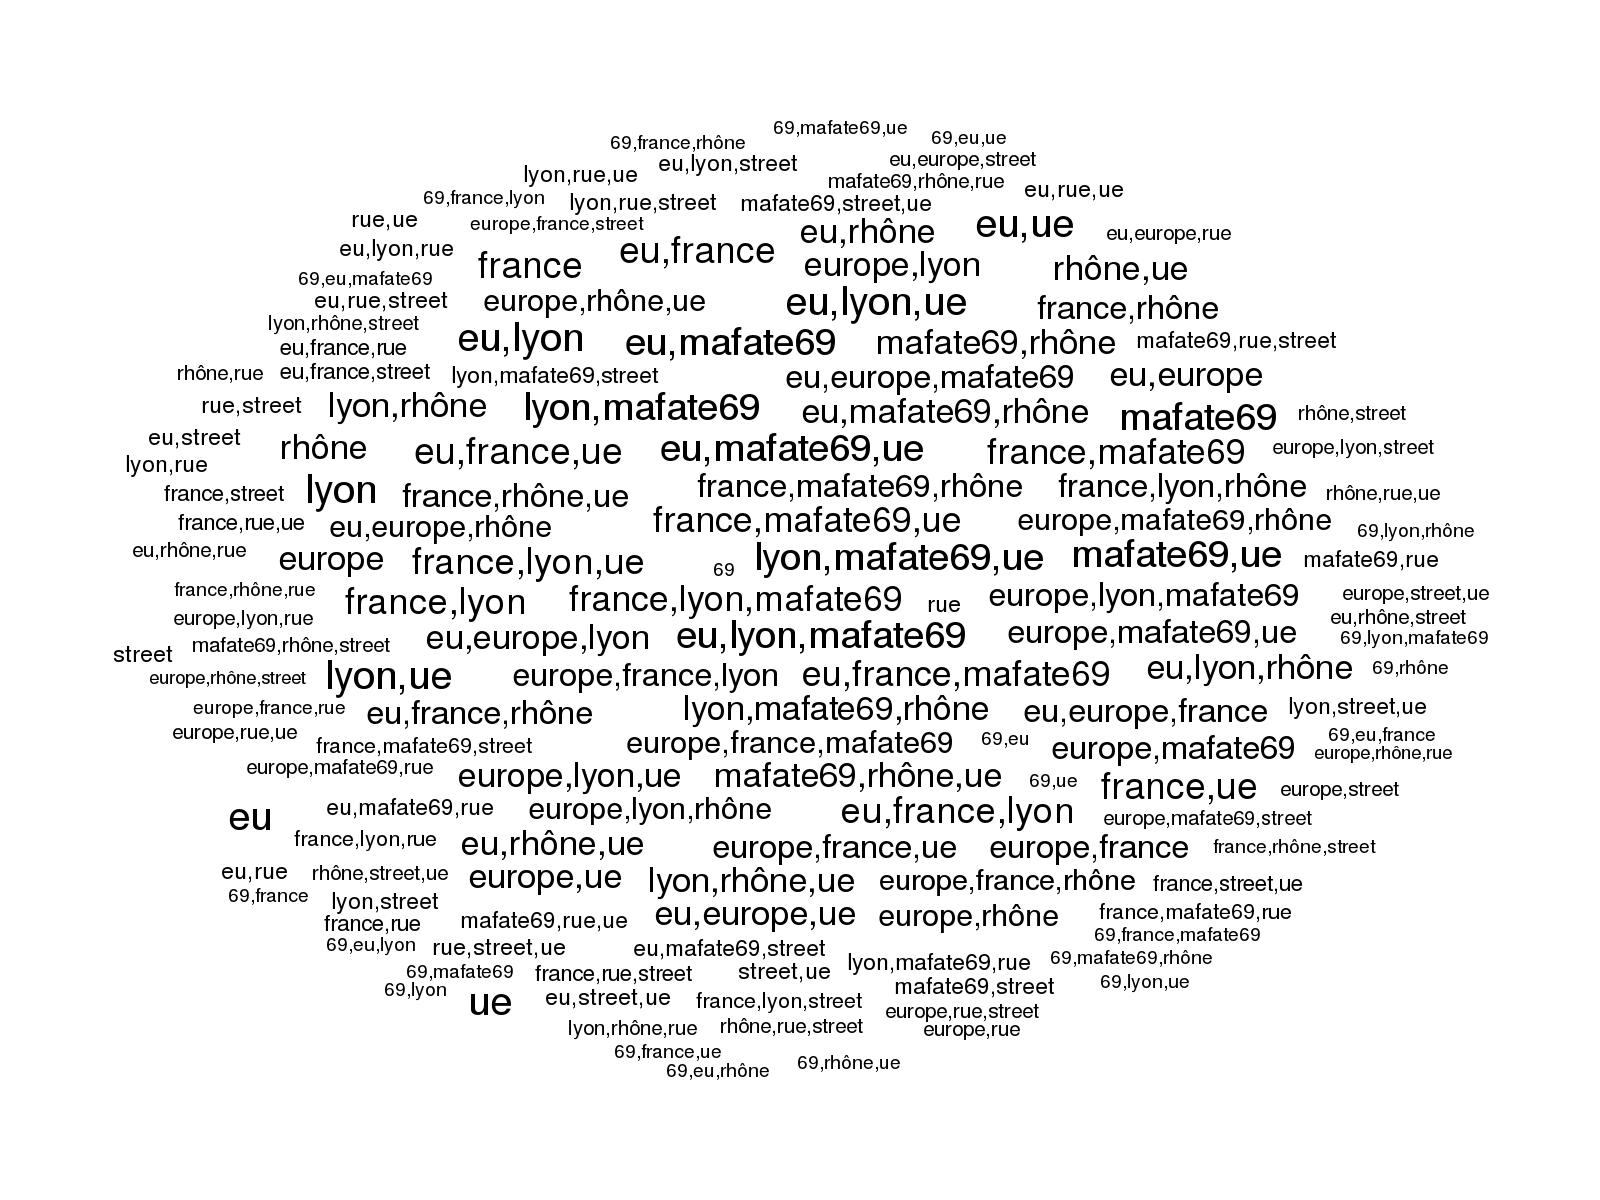 69,mafate69,ue
69,france,rhône 69,eu,ue
eu,lyon,street eu,europe,street
lyon,rue,ue mafate69,rhône,rue eu,rue,ue
69,france,lyon lyon,rue,street mafate69,street,ue
rue,ue europe,france,street eu,rhône eu,ue eu,europe,rue
eu,lyon,rue france eu,france europe,lyon rhône,ue
69,eu,mafate69
eu,rue,street europe,rhône,ue eu,lyon,ue france,rhône
lyon,rhône,street
eu,france,rue eu,lyon eu,mafate69 mafate69,rhône mafate69,rue,street
rhône,rue eu,france,street lyon,mafate69,street eu,europe,mafate69 eu,europe
rue,street lyon,rhône lyon,mafate69 eu,mafate69,rhône mafate69 rhône,street
eu,street rhône eu,france,ue eu,mafate69,ue france,mafate69 europe,lyon,street
lyon,rue
france,street lyon france,rhône,ue france,mafate69,rhône france,lyon,rhône rhône,rue,ue
france,rue,ue eu,europe,rhône france,mafate69,ue europe,mafate69,rhône 69,lyon,rhône
eu,rhône,rue europe france,lyon,ue 69 lyon,mafate69,ue mafate69,ue mafate69,rue
france,rhône,rue france,lyon france,lyon,mafate69 rue europe,lyon,mafate69 europe,street,ue
europe,lyon,rue eu,rhône,street
mafate69,rhône,street eu,europe,lyon eu,lyon,mafate69 europe,mafate69,ue 69,lyon,mafate69
street
europe,rhône,street lyon,ue europe,france,lyon eu,france,mafate69 eu,lyon,rhône 69,rhône
europe,france,rue eu,france,rhône lyon,mafate69,rhône eu,europe,france lyon,street,ue
europe,rue,ue france,mafate69,street europe,france,mafate69 69,eu europe,mafate69 69,eu,france
europe,rhône,rue
europe,mafate69,rue europe,lyon,ue mafate69,rhône,ue 69,ue france,ue europe,street
eu eu,mafate69,rue europe,lyon,rhône eu,france,lyon europe,mafate69,street
france,lyon,rue eu,rhône,ue europe,france,ue europe,france france,rhône,street
eu,rue rhône,street,ue europe,ue lyon,rhône,ue europe,france,rhône france,street,ue
69,france lyon,street
france,rue mafate69,rue,ue eu,europe,ue europe,rhône france,mafate69,rue
69,eu,lyon rue,street,ue eu,mafate69,street 69,france,mafate69
69,mafate69 france,rue,street street,ue lyon,mafate69,rue 69,mafate69,rhône
69,lyon ue eu,street,ue france,lyon,street mafate69,street 69,lyon,ue
europe,rue,street
lyon,rhône,rue rhône,rue,street europe,rue
69,france,ue
69,eu,rhône 69,rhône,ue